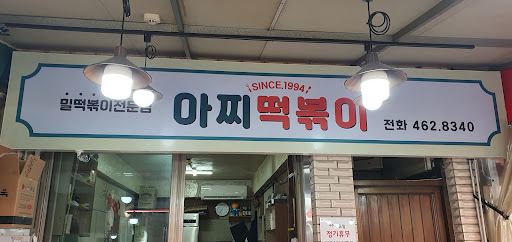 SINCE.1994
밀떡볶이전문점
아찌떡볶이
전화 462.8340
정기휴무